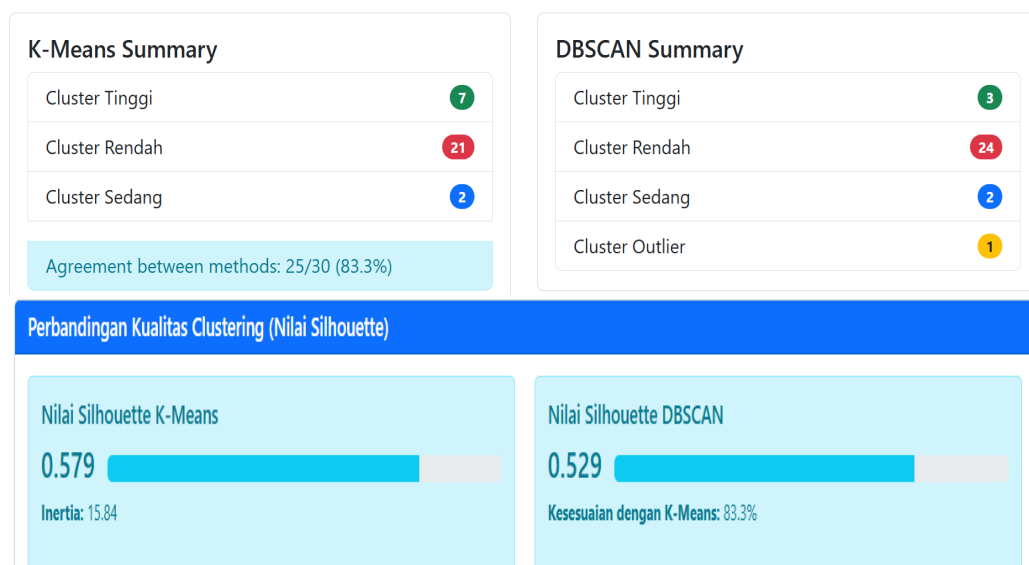 K-Means Summary
Cluster Tinggi 7
Cluster Rendah 21
Cluster Sedang 2
Agreement between methods: 25/30 (83.3%)
DBSCAN Summary
Cluster Tinggi 3
Cluster Rendah 24
Cluster Sedang 2
Cluster Outlier 1
Perbandingan Kualitas Clustering (Nilai Silhouette)
Nilai Silhouette K-Means
0.579
Inertia: 15.84
Nilai Silhouette DBSCAN
0.529
Kesesuaian dengan K-Means: 83.3%